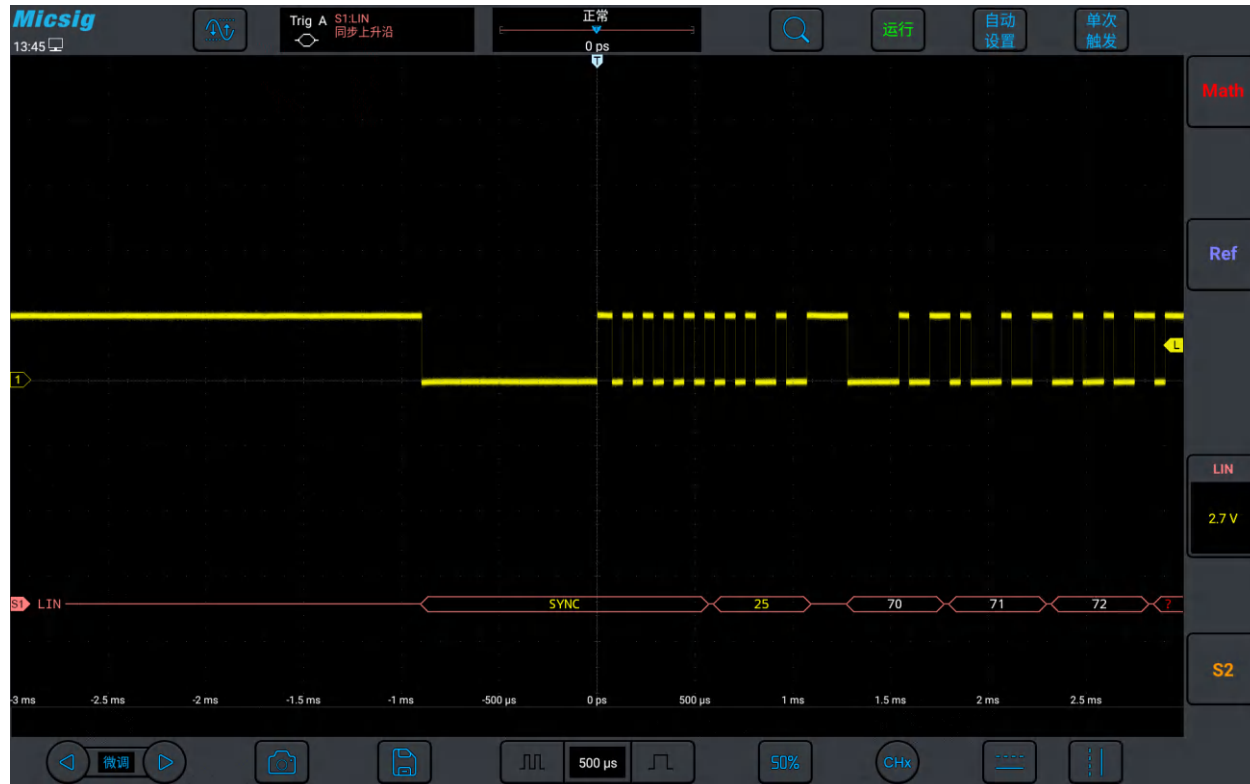 Micsig
13:45
Trig A S1:LIN
同步上升沿
正常
0 ps
T
运行
自动
设置
单次
触发
Math
Ref
L
1
LIN
2.7 V
S1 LIN SYNC 25 70 71 72 ?
S2
-3 ms -2.5 ms -2 ms -1.5 ms -1 ms -500 µs 0 ps 500 µs 1 ms 1.5 ms 2 ms 2.5 ms
微调
500 µs
50%
CHx